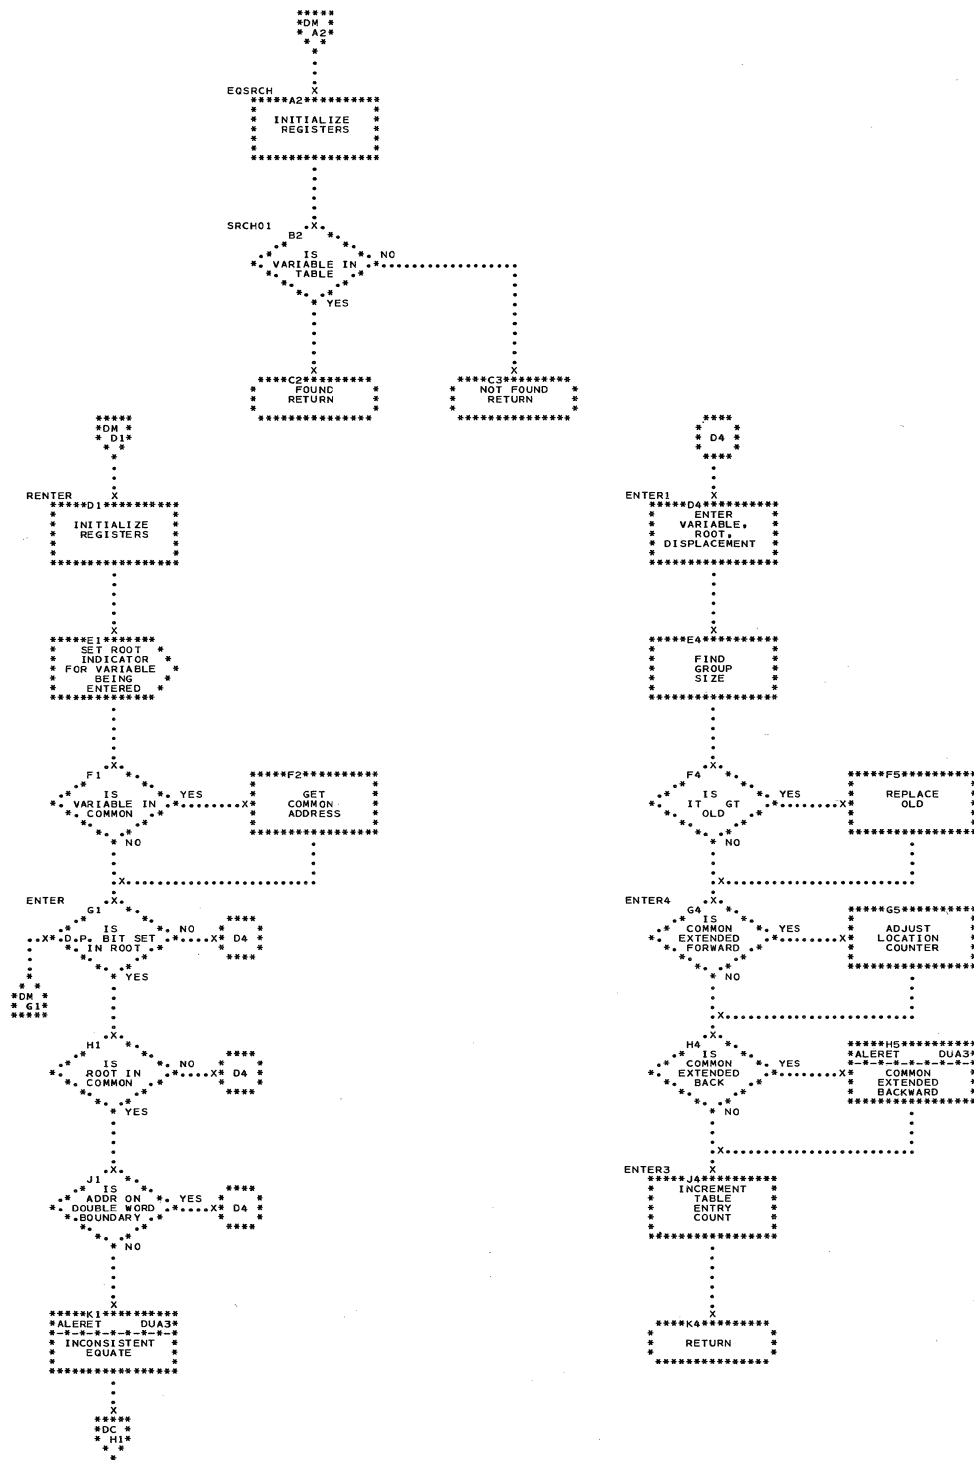 DM
A2
EQSRCH
A2
INITIALIZE
REGISTERS
SRCH01
B2
IS
VARIABLE IN
TABLE
NO
YES
C2
FOUND
RETURN
C3
NOT FOUND
RETURN
DM
D1
RENTER
D1
INITIALIZE
REGISTERS
E1
SET ROOT
INDICATOR
FOR VARIABLE
BEING
ENTERED
F1
IS
VARIABLE IN
COMMON
YES
NO
F2
GET
COMMON
ADDRESS
ENTER
G1
IS
D.P. BIT SET
IN ROOT
NO
D4
YES
DM
G1
H1
IS
ROOT IN
COMMON
NO
D4
YES
J1
IS
ADDR ON
DOUBLE WORD
BOUNDARY
YES
D4
NO
K1
ALERET DUA3
INCONSISTENT
EQUATE
DC
H1
D4
ENTER1
D4
ENTER
VARIABLE,
ROOT,
DISPLACEMENT
E4
FIND
GROUP
SIZE
F4
IS
IT GT
OLD
YES
NO
F5
REPLACE
OLD
ENTER4
G4
IS
COMMON
EXTENDED
FORWARD
YES
NO
G5
ADJUST
LOCATION
COUNTER
H4
IS
COMMON
EXTENDED
BACK
YES
NO
H5
ALERET DUA3
COMMON
EXTENDED
BACKWARD
ENTER3
J4
INCREMENT
TABLE
ENTRY
COUNT
K4
RETURN